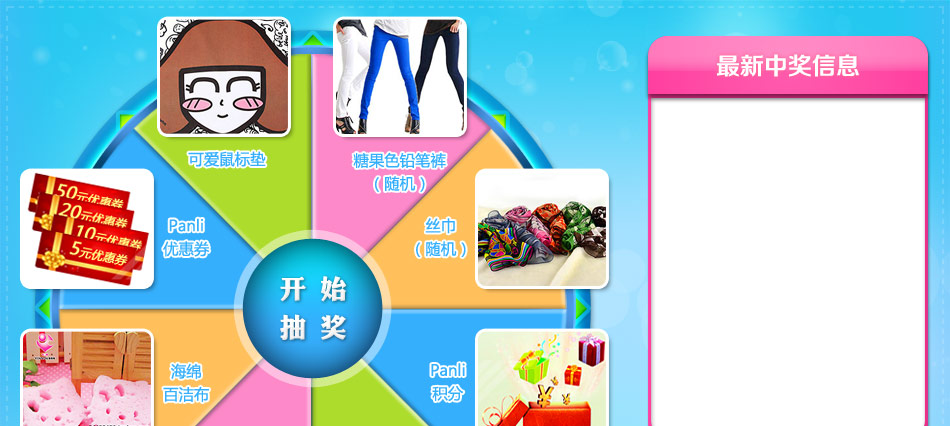 最新中奖信息
可爱鼠标垫
糖果色铅笔裤
（随机）
50元优惠券
20元优惠券
10元优惠券
5元优惠券
Panli
优惠券
丝巾
（随机）
开始
抽奖
海绵
百洁布
Panli
积分